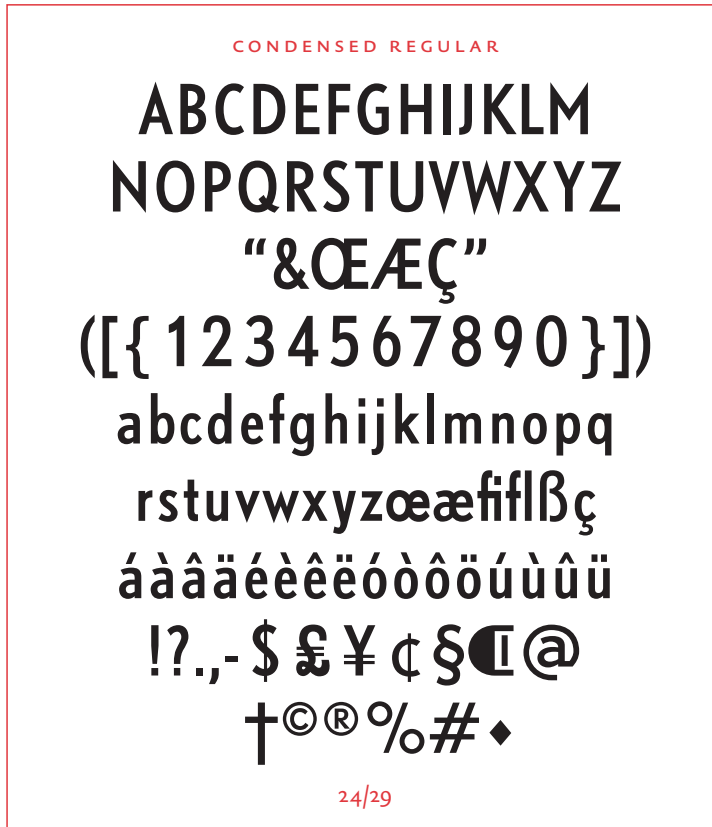 CONDENSED REGULAR
ABCDEFGHIJKLM
NOPQRSTUVWXYZ
“&ŒÆÇ”
([{1234567890}])
abcdefghijklmnopq
rstuvwxyzœæfiflßç
áàâäéèêëóòôöúùûü
!?.,-$£¥¢§¶@
†©®%#♦
24/29